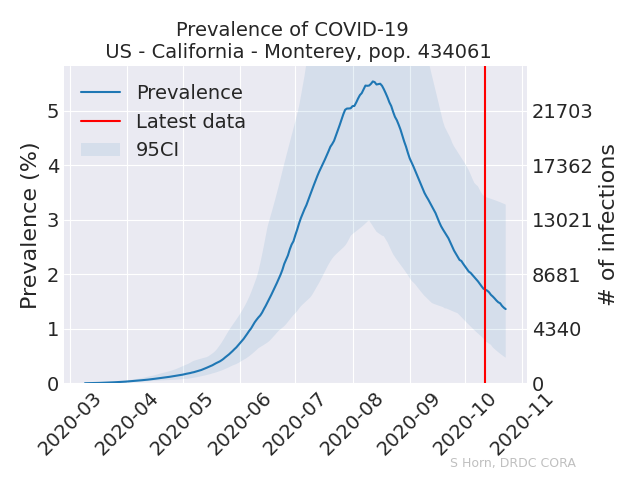 Prevalence of COVID-19
US - California - Monterey, pop. 434061
Prevalence
Latest data
95CI
Prevalence (%)
5
4
3
2
1
0
21703
17362
13021
8681
4340
0
# of infections
2020-03
2020-04
2020-05
2020-06
2020-07
2020-08
2020-09
2020-10
2020-11
S Horn, DRDC CORA